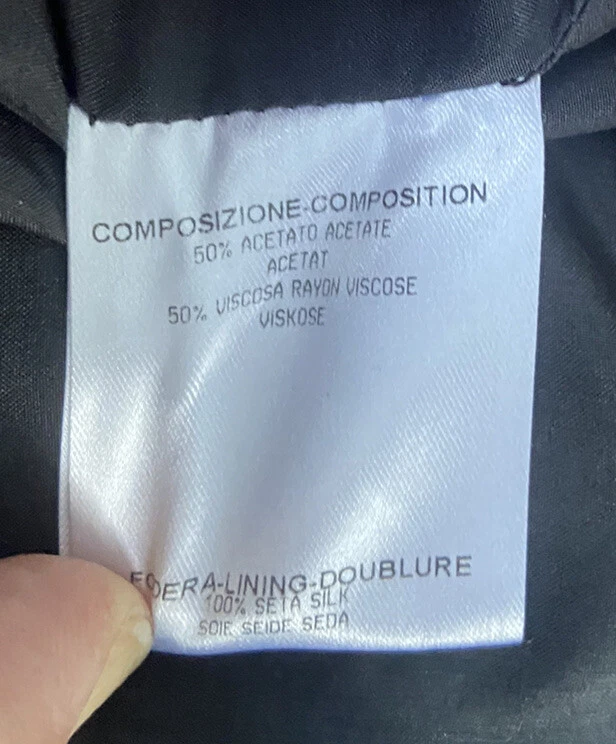 COMPOSIZIONE-COMPOSITION
50% ACETATO ACETATE
ACETAT
50% VISCOSA RAYON VISCOSE
VISKOSE
FODERA-LINING-DOUBLURE
100% SETA SILK
SOIE SEIDE SEDA